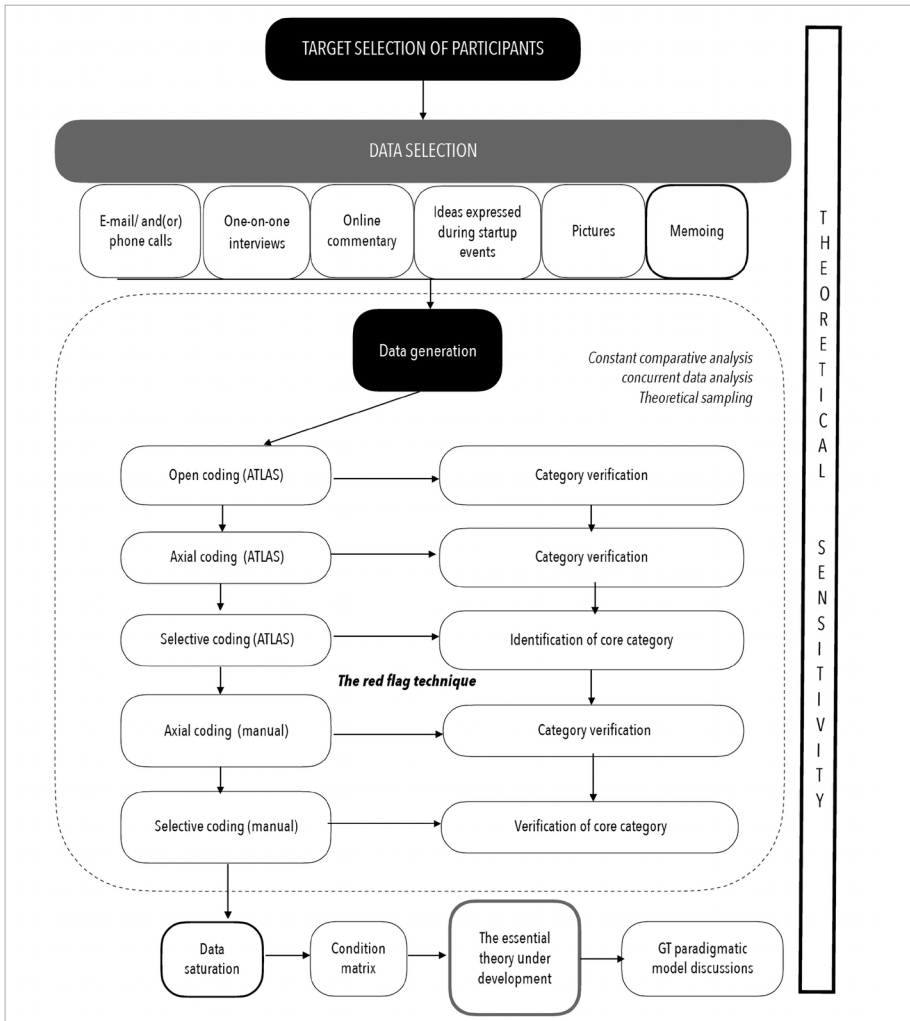 TARGET SELECTION OF PARTICIPANTS
DATA SELECTION
E-mail/ and(or)
phone calls
One-on-one
interviews
Online
commentary
Ideas expressed
during startup
events
Pictures
Memoing
Data generation
Constant comparative analysis
concurrent data analysis
Theoretical sampling
Open coding (ATLAS)
Category verification
Axial coding (ATLAS)
Category verification
Selective coding (ATLAS)
Identification of core category
The red flag technique
Axial coding (manual)
Category verification
Selective coding (manual)
Verification of core category
Data
saturation
Condition
matrix
The essential
theory under
development
GT paradigmatic
model discussions
THEORETICAL SENSITIVITY